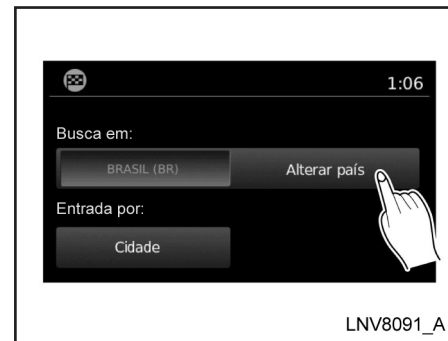 1:06
Busca em:
BRASIL (BR) Alterar país
Entrada por:
Cidade
LNV8091_A